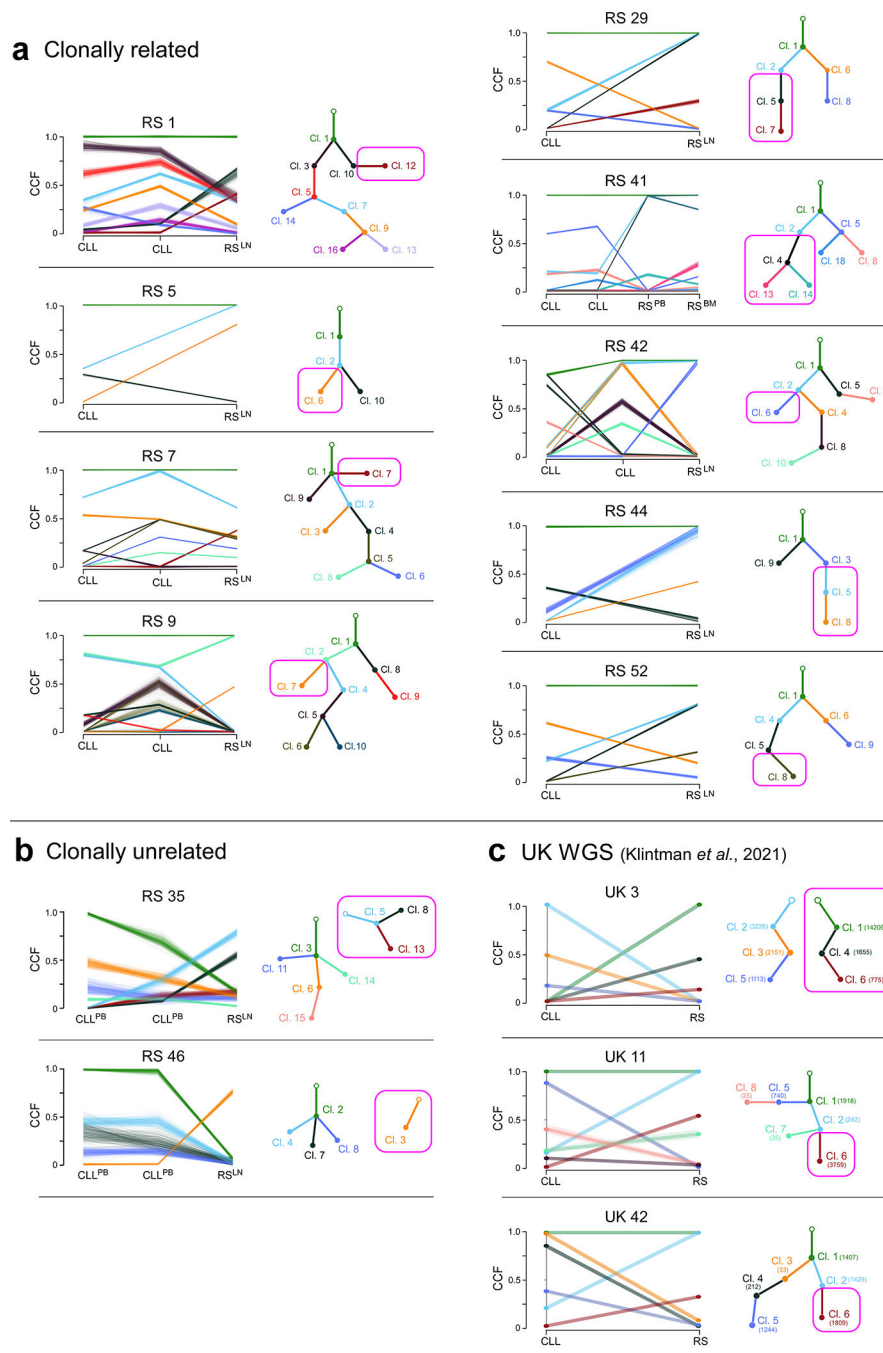 a Clonally related
RS 1
CCF
1.0
0.5
0
CLL
CLL
RS LN
Cl. 1
Cl. 3
Cl. 10
Cl. 12
Cl. 5
Cl. 7
Cl. 14
Cl. 9
Cl. 16
Cl. 13
RS 5
CCF
1.0
0.5
0
CLL
RS LN
Cl. 1
Cl. 2
Cl. 6
Cl. 10
RS 7
CCF
1.0
0.5
0
CLL
CLL
RS LN
Cl. 1
Cl. 7
Cl. 9
Cl. 2
Cl. 3
Cl. 4
Cl. 5
Cl. 8
Cl. 6
RS 9
CCF
1.0
0.5
0
CLL
CLL
RS LN
Cl. 1
Cl. 2
Cl. 8
Cl. 7
Cl. 4
Cl. 9
Cl. 5
Cl. 6
Cl.10
RS 29
CCF
1.0
0.5
0
CLL
RS LN
Cl. 1
Cl. 2
Cl. 6
Cl. 5
Cl. 8
Cl. 7
RS 41
CCF
1.0
0.5
0
CLL
CLL
RS PB
RS BM
Cl. 1
Cl. 2
Cl. 5
Cl. 4
Cl. 18
Cl. 8
Cl. 13
Cl. 14
RS 42
CCF
1.0
0.5
0
CLL
CLL
RS LN
Cl. 1
Cl. 2
Cl. 5
Cl.
Cl. 6
Cl. 4
Cl. 8
Cl. 10
RS 44
CCF
1.0
0.5
0
CLL
RS LN
Cl. 1
Cl. 9
Cl. 3
Cl. 5
Cl. 8
RS 52
CCF
1.0
0.5
0
CLL
RS LN
Cl. 1
Cl. 4
Cl. 6
Cl. 5
Cl. 9
Cl. 8
b Clonally unrelated
RS 35
CCF
1.0
0.5
0
CLL PB
CLL PB
RS LN
Cl. 5
Cl. 8
Cl. 3
Cl. 13
Cl. 11
Cl. 14
Cl. 6
Cl. 15
RS 46
CCF
1.0
0.5
0
CLL PB
CLL PB
RS LN
Cl. 2
Cl. 4
Cl. 8
Cl. 7
Cl. 3
c UK WGS (Klintman et al., 2021)
UK 3
CCF
1.0
0.5
0
CLL
RS
Cl. 2 (3226)
Cl. 3 (2151)
Cl. 5 (1113)
Cl. 1 (14206
Cl. 4 (1655)
Cl. 6 (775)
UK 11
CCF
1.0
0.5
0
CLL
RS
Cl. 8
(25)
Cl. 5
(740)
Cl. 1 (1918)
Cl. 2 (242)
Cl. 7
Cl. 6
(3759)
UK 42
CCF
1.0
0.5
0
CLL
RS
Cl. 1 (1407)
Cl. 3
(33)
Cl. 4
(212)
Cl. 2 (1429)
Cl. 6
(1809)
Cl. 5
(1244)